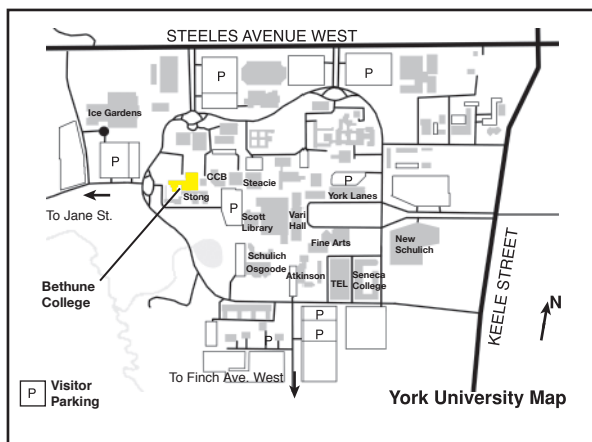 STEELES AVENUE WEST
P
P
Ice Gardens
P
CCB
Steacie
Stong
P
York Lanes
To Jane St.
P
Scott
Library
Vari
Hall
Fine Arts
New
Schulich
Schulich
Osgoode
Bethune
College
Atkinson
TEL
Seneca
College
KEELE STREET
N
P
P
P
To Finch Ave. West
P
Visitor
Parking
York University Map